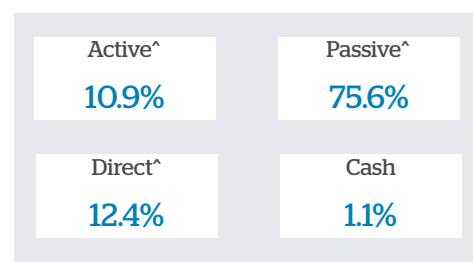 Active^
10.9%
Passive^
75.6%
Direct^
12.4%
Cash
1.1%